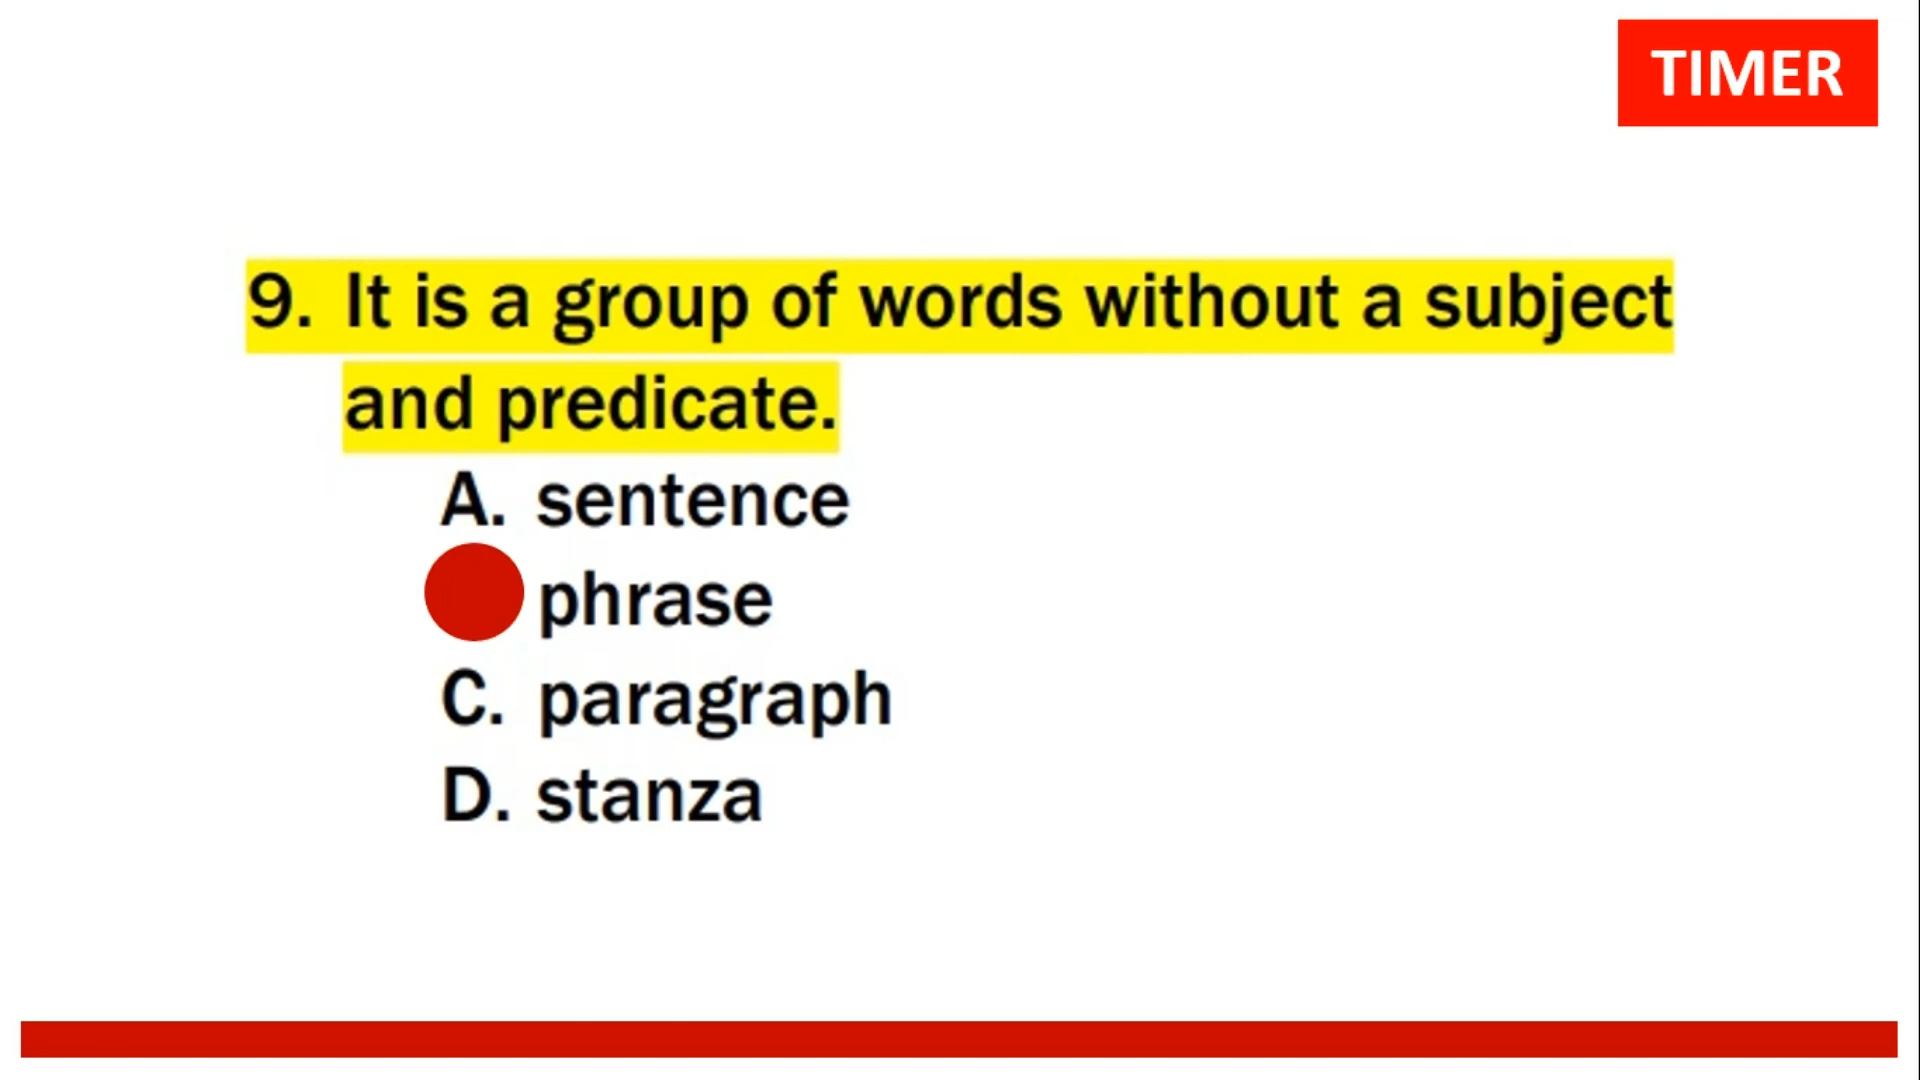 TIMER
9. It is a group of words without a subject
and predicate.
A. sentence
phrase
C. paragraph
D. stanza